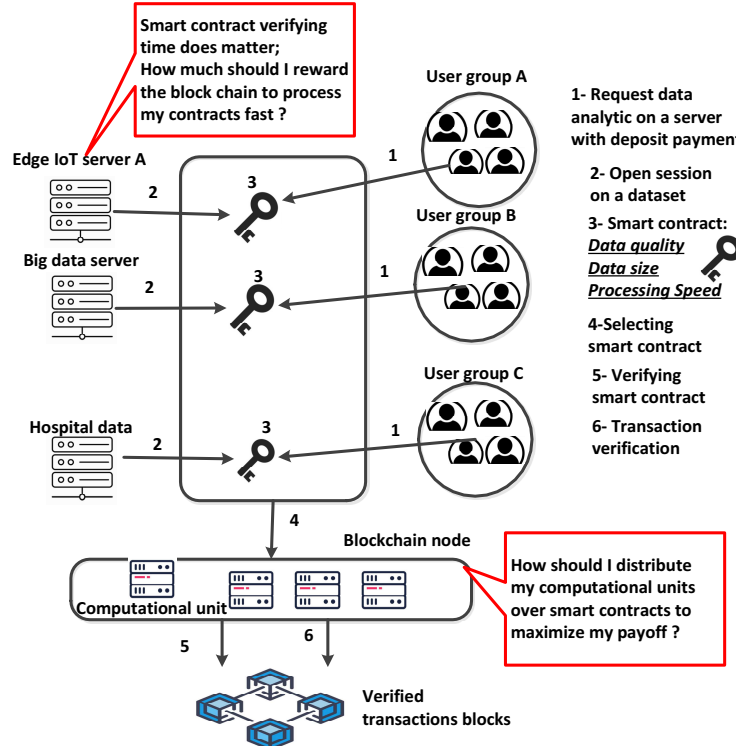 Smart contract verifying
time does matter;
How much should I reward
the block chain to process
my contracts fast ?
User group A
1- Request data
analytic on a server
with deposit payment
1
Edge IoT server A
2
3
2- Open session
on a dataset
User group B
3- Smart contract:
Data quality
Data size
Processing Speed
Big data server
2
3
1
4-Selecting
smart contract
User group C
5- Verifying
smart contract
Hospital data
2
3
1
6- Transaction
verification
4
Blockchain node
How should I distribute
my computational units
over smart contracts to
maximize my payoff ?
Computational unit
5
6
Verified
transactions blocks